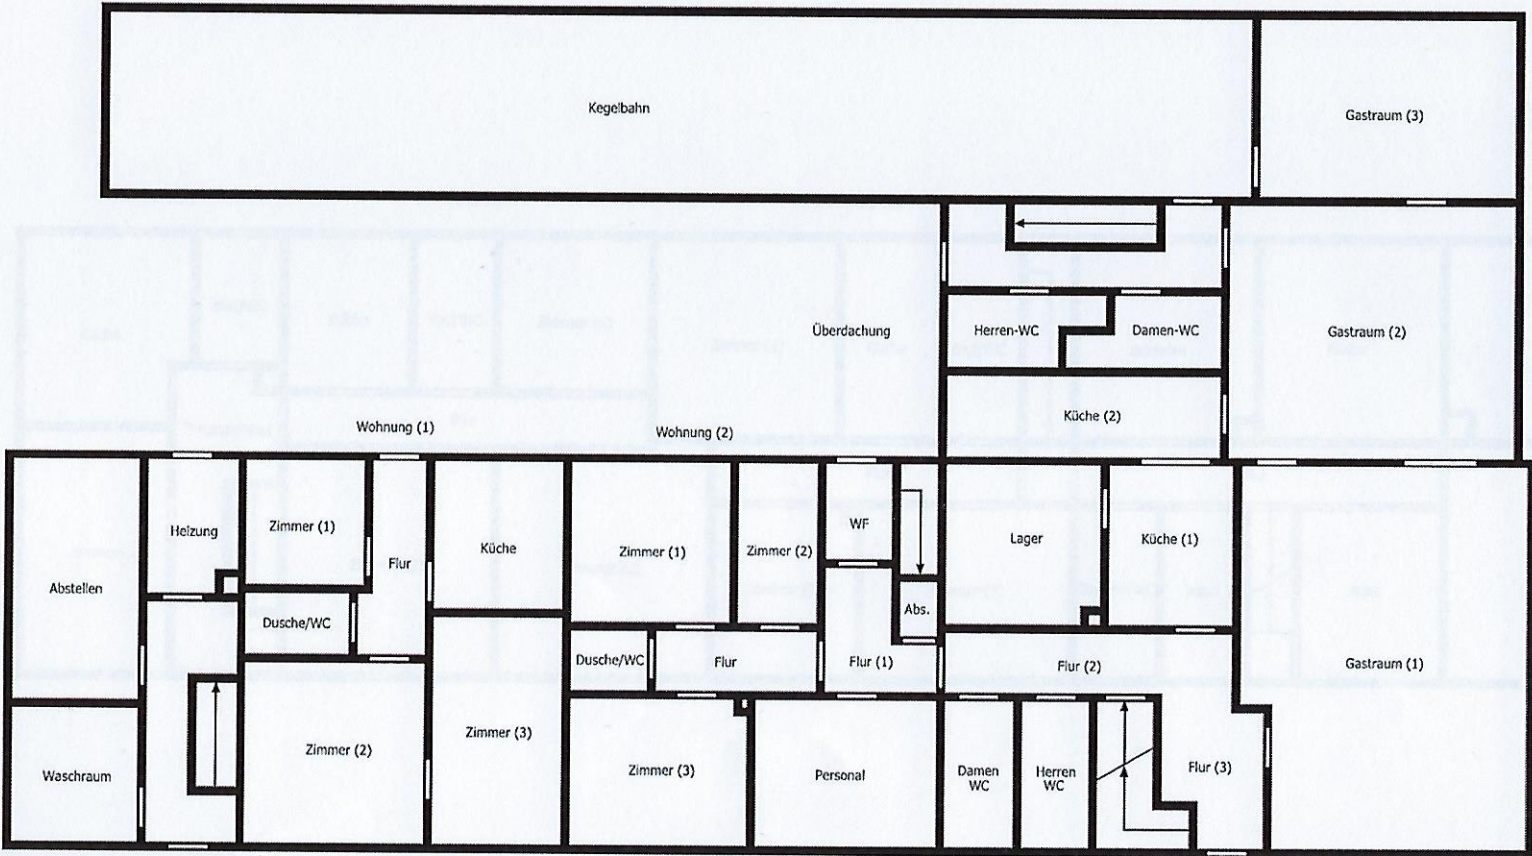 Kegelbahn
Gastraum (3)
Überdachung
Herren-WC
Damen-WC
Gastraum (2)
Küche (2)
Wohnung (1)
Wohnung (2)
Abstellen
Heizung
Zimmer (1)
Flur
Küche
Zimmer (1)
Zimmer (2)
WF
Lager
Küche (1)
Abs.
Dusche/WC
Dusche/WC
Flur
Flur (1)
Flur (2)
Gastraum (1)
Waschraum
Zimmer (2)
Zimmer (3)
Zimmer (3)
Personal
Damen
WC
Herren
WC
Flur (3)